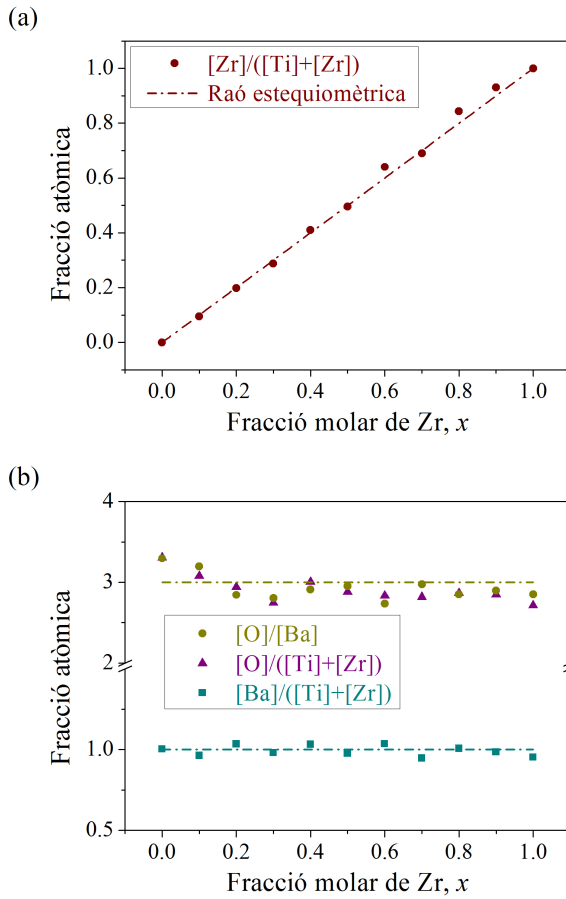 (a)
[Zr]/([Ti]+[Zr])
Raó estequiomètrica
Fracció atòmica
1.0
0.8
0.6
0.4
0.2
0.0
0.0 0.2 0.4 0.6 0.8 1.0
Fracció molar de Zr, x
(b)
Fracció atòmica
4
3
2
[O]/[Ba]
[O]/([Ti]+[Zr])
[Ba]/([Ti]+[Zr])
Fracció atòmica
1.0
0.5
0.0 0.2 0.4 0.6 0.8 1.0
Fracció molar de Zr, x